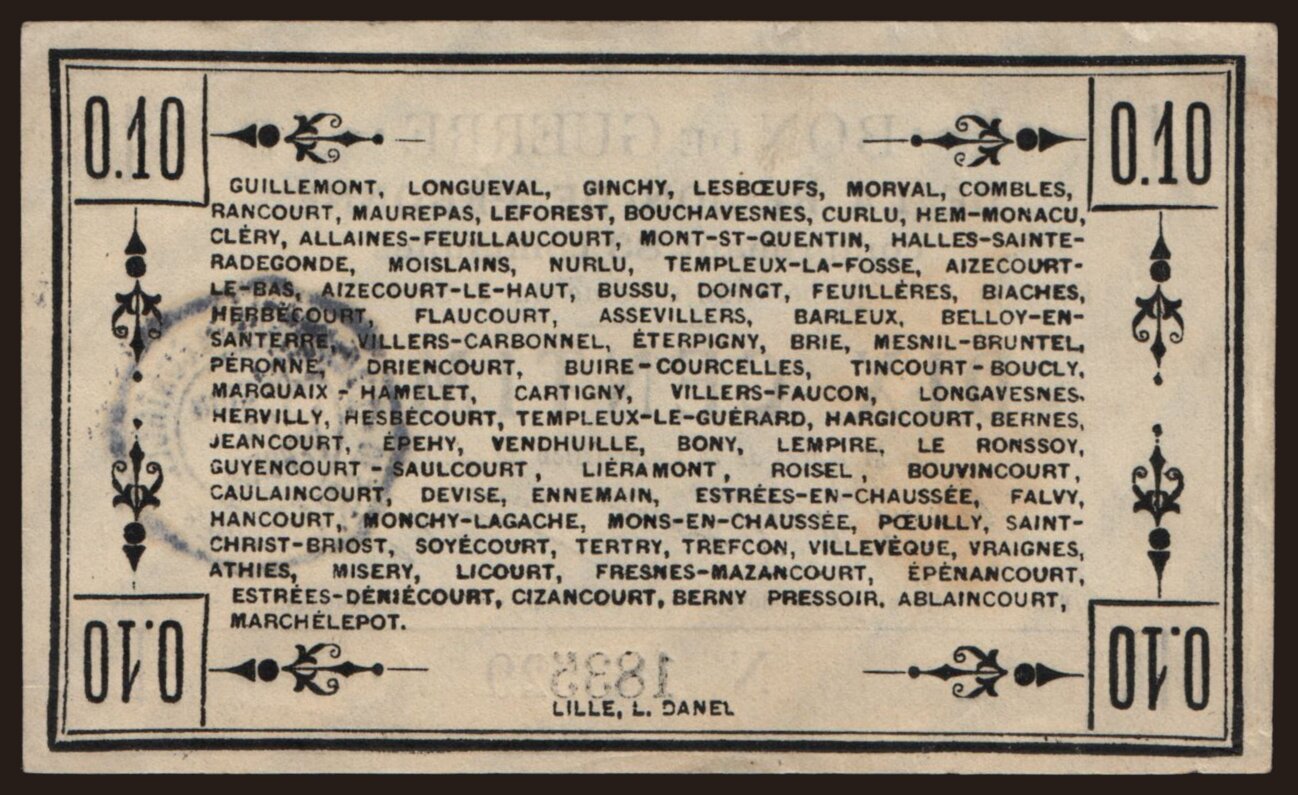 0.10 0.10
GUILLEMONT, LONGUEVAL, GINCHY, LESBŒUFS, MORVAL, COMBLES,
RANCOURT, MAUREPAS, LEFOREST, BOUCHAVESNES, CURLU, HEM-MONACU,
CLÉRY, ALLAINES-FEUILLAUCOURT, MONT-ST-QUENTIN, HALLES-SAINTE-
RADEGONDE, MOISLAINS, NURLU, TEMPLEUX-LA-FOSSE, AIZECOURT-
LE-BAS, AIZECOURT-LE-HAUT, BUSSU, DOINGT, FEUILLÈRES, BIACHES,
HERBÉCOURT, FLAUCOURT, ASSEVILLERS, BARLEUX, BELLOY-EN-
SANTERRE, VILLERS-CARBONNEL, ÉTERPIGNY, BRIE, MESNIL-BRUNTEL,
PÉRONNE, DRIENCOURT, BUIRE-COURCELLES, TINCOURT-BOUCLY,
MARQUAIX-HAMELET, CARTIGNY, VILLERS-FAUCON, LONGAVESNES.
HERVILLY, HESBÉCOURT, TEMPLEUX-LE-GUÉRARD, HARGICOURT, BERNES,
JEANCOURT, ÉPEHY, VENDHUILLE, BONY, LEMPIRE, LE RONSSOY,
GUYENCOURT-SAULCOURT, LIÉRAMONT, ROISEL, BOUVINCOURT,
CAULAINCOURT, DEVISE, ENNEMAIN, ESTRÉES-EN-CHAUSSÉE, FALVY,
HANCOURT, MONCHY-LAGACHE, MONS-EN-CHAUSSÉE, PŒUILLY, SAINT-
CHRIST-BRIOST, SOYÉCOURT, TERTRY, TREFCON, VILLEVÊQUE, VRAIGNES,
ATHIES, MISERY, LICOURT, FRESNES-MAZANCOURT, ÉPÉNANCOURT,
ESTRÉES-DÉNIÉCOURT, CIZANCOURT, BERNY PRESSOIR, ABLAINCOURT,
MARCHÉLEPOT.
0.10 0.10
LILLE, L. DANEL